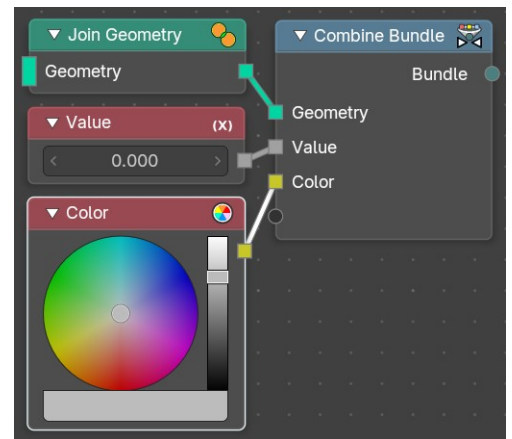 Join Geometry
Geometry
Value
(x)
0.000
Color
Combine Bundle
Bundle
Geometry
Value
Color